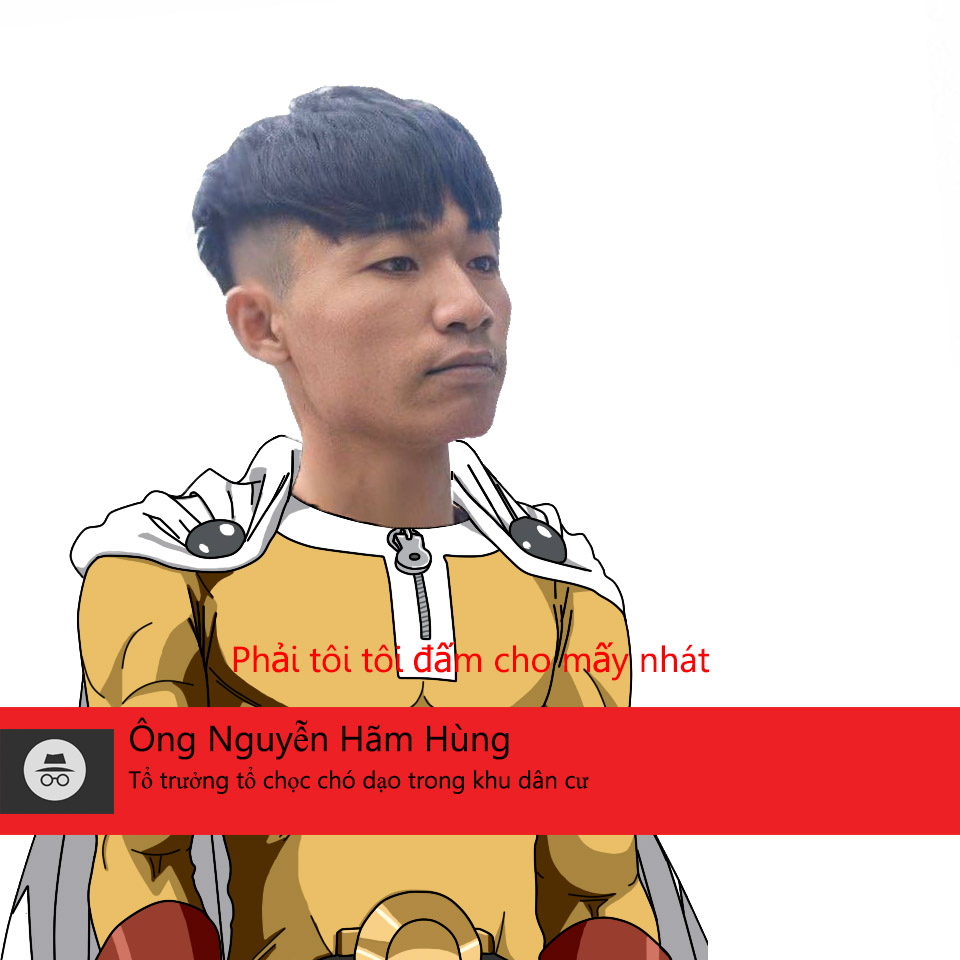 Phải tôi tôi đấm cho mấy nhát
Ông Nguyễn Hãm Hùng
Tổ trưởng tổ chọc chó dạo trong khu dân cư